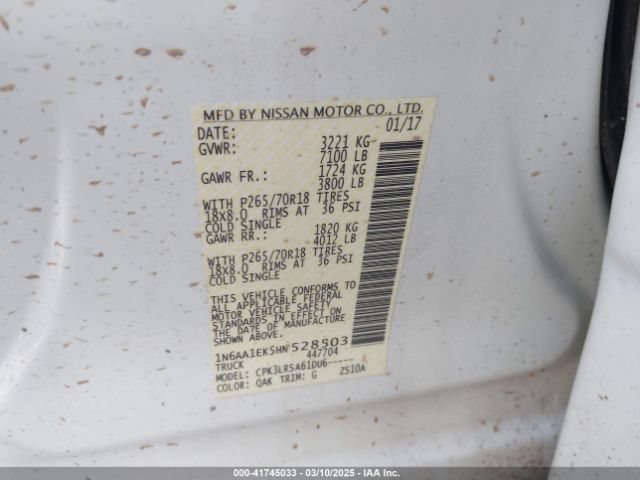 MFD BY NISSAN MOTOR CO., LTD.
DATE: 01/17
GVWR: 3221 KG
7100 LB
GAWR FR.: 1724 KG
3800 LB
WITH P265/70R18 TIRES
18X8.0 RIMS AT 36 PSI
COLD SINGLE
GAWR RR.: 1820 KG
4012 LB
WITH P265/70R18 TIRES
18X8.0 RIMS AT 36 PSI
COLD SINGLE
THIS VEHICLE CONFORMS TO
ALL APPLICABLE FEDERAL
MOTOR VEHICLE SAFETY
STANDARDS IN EFFECT ON
THE DATE OF MANUFACTURE
SHOWN ABOVE.
1N6AA1EK5HN528503
TRUCK 447704
MODEL: CPK3LRSA61DU6-----
COLOR: QAK TRIM: G ZS10A
000-41745033 — 03/10/2025 — IAA Inc.